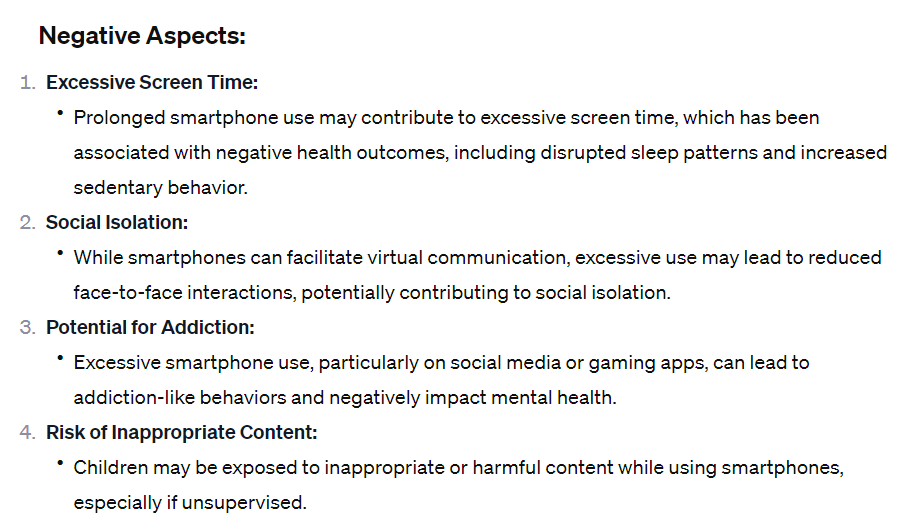 Negative Aspects:
1. Excessive Screen Time:
• Prolonged smartphone use may contribute to excessive screen time, which has been
associated with negative health outcomes, including disrupted sleep patterns and increased
sedentary behavior.
2. Social Isolation:
• While smartphones can facilitate virtual communication, excessive use may lead to reduced
face-to-face interactions, potentially contributing to social isolation.
3. Potential for Addiction:
• Excessive smartphone use, particularly on social media or gaming apps, can lead to
addiction-like behaviors and negatively impact mental health.
4. Risk of Inappropriate Content:
• Children may be exposed to inappropriate or harmful content while using smartphones,
especially if unsupervised.